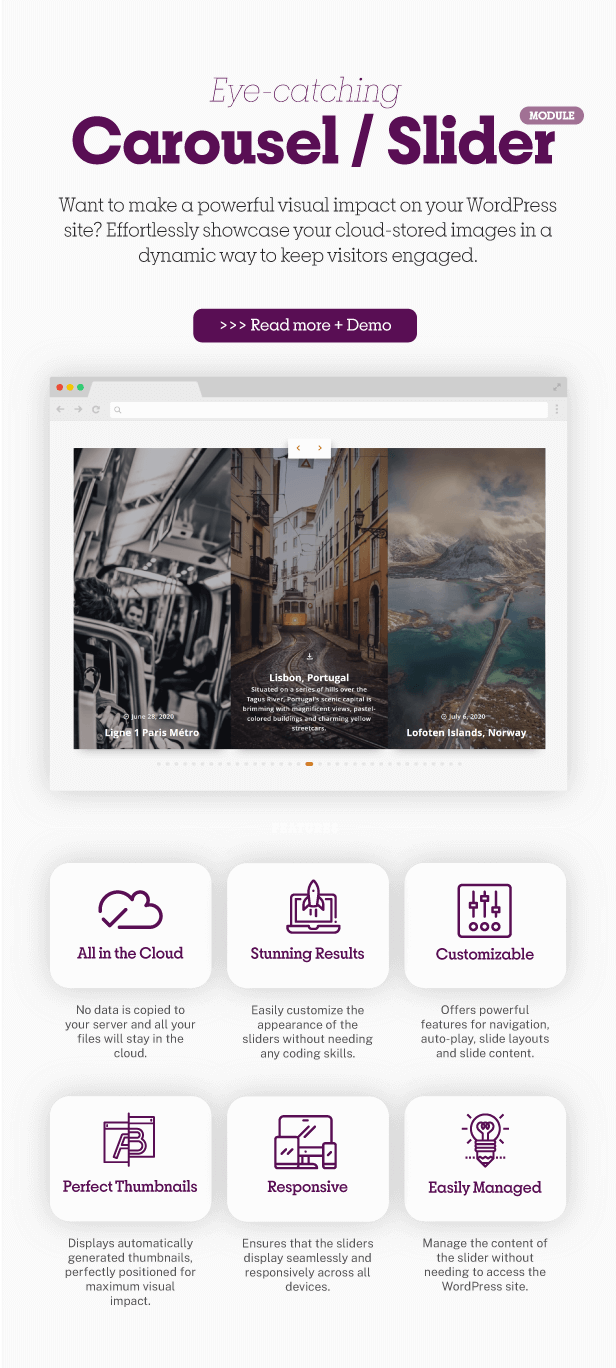 Eye-catching
MODULE
Carousel / Slider
Want to make a powerful visual impact on your WordPress
site? Effortlessly showcase your cloud-stored images in a
dynamic way to keep visitors engaged.
>>> Read more + Demo
Lisbon, Portugal
Situated on a series of hills over the
Tagus River, Portugal's scenic capital is
brimming with magnificent views, pastel-
colored buildings and charming yellow
streetcars.
June 28, 2020
Ligne 1 Paris Métro
July 6, 2020
Lofoten Islands, Norway
FEATURES
All in the Cloud
No data is copied to
your server and all your
files will stay in the
cloud.
Stunning Results
Easily customize the
appearance of the
sliders without needing
any coding skills.
Customizable
Offers powerful
features for navigation,
auto-play, slide layouts
and slide content.
Perfect Thumbnails
Displays automatically
generated thumbnails,
perfectly positioned for
maximum visual
impact.
Responsive
Ensures that the sliders
display seamlessly and
responsively across all
devices.
Easily Managed
Manage the content of
the slider without
needing to access the
WordPress site.